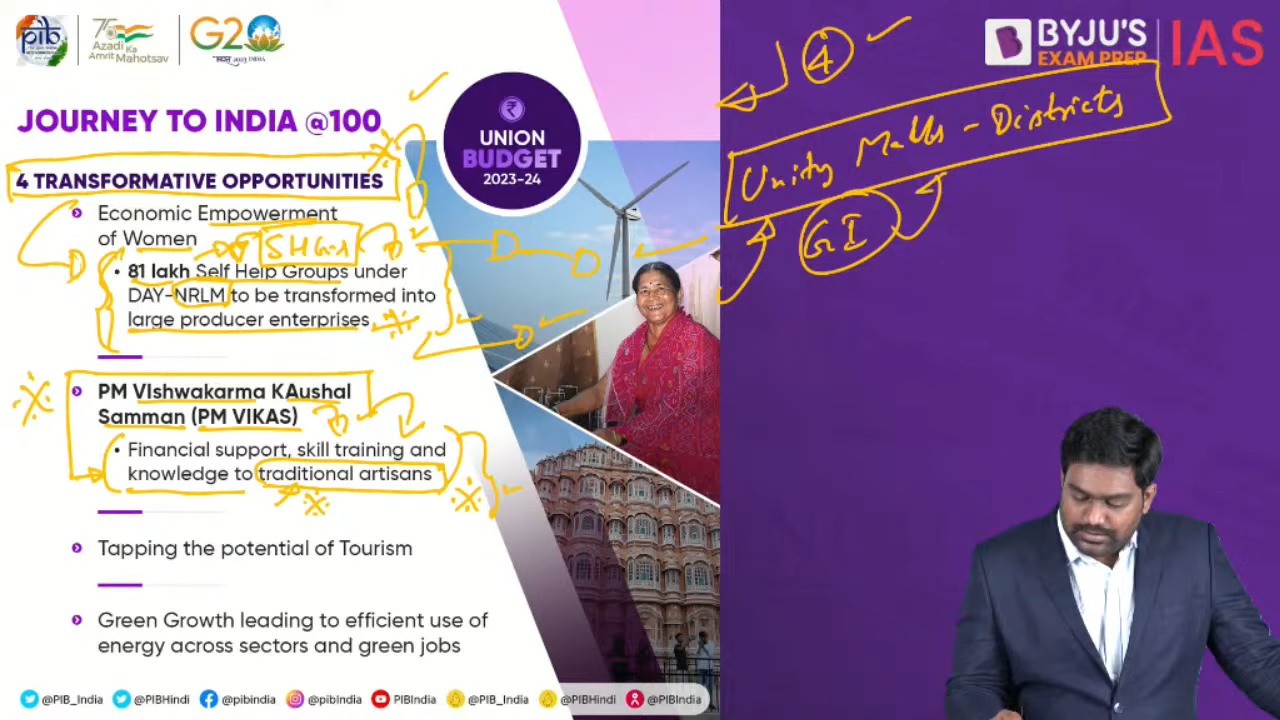 pib
75
Azadi Ka
Amrit Mahotsav
G20
BYJU'S
EXAM PREP
IAS
4
JOURNEY TO INDIA @100
UNION
BUDGET
2023-24
Unity Malls - Districts
GI
4 TRANSFORMATIVE OPPORTUNITIES
Economic Empowerment
of Women
SHGs
• 81 lakh Self Help Groups under
DAY-NRLM to be transformed into
large producer enterprises
PM VIshwakarma KAushal
Samman (PM VIKAS)
• Financial support, skill training and
knowledge to traditional artisans
Tapping the potential of Tourism
Green Growth leading to efficient use of
energy across sectors and green jobs
@PIB_India @PIBHindi @pibindia @pibIndia PIBIndia @PIB_India @PIBHindi @PIBIndia